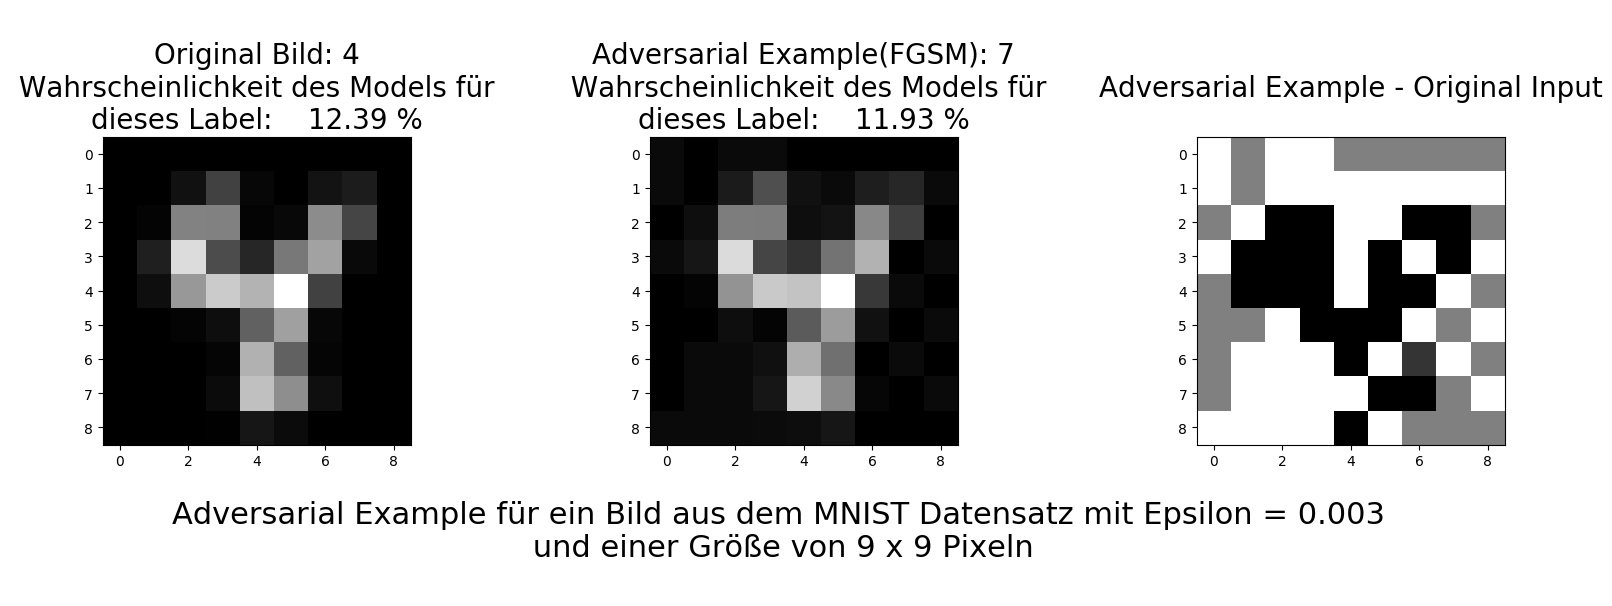 Original Bild: 4
Wahrscheinlichkeit des Models für
dieses Label: 12.39 %
0
1
2
3
4
5
6
7
8
0 2 4 6 8
Adversarial Example(FGSM): 7
Wahrscheinlichkeit des Models für
dieses Label: 11.93 %
0
1
2
3
4
5
6
7
8
0 2 4 6 8
Adversarial Example - Original Input
0
1
2
3
4
5
6
7
8
0 2 4 6 8
Adversarial Example für ein Bild aus dem MNIST Datensatz mit Epsilon = 0.003
und einer Größe von 9 x 9 Pixeln